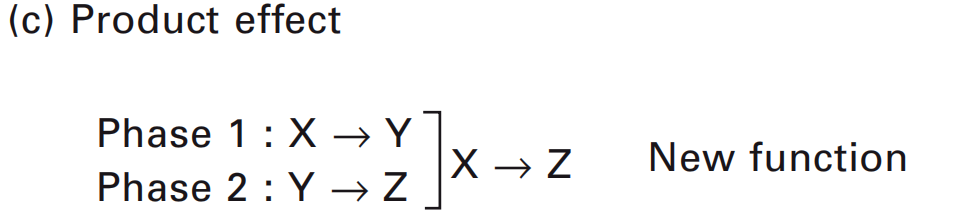 (c) Product effect
Phase 1 : X → Y
Phase 2 : Y → Z
X → Z
New function